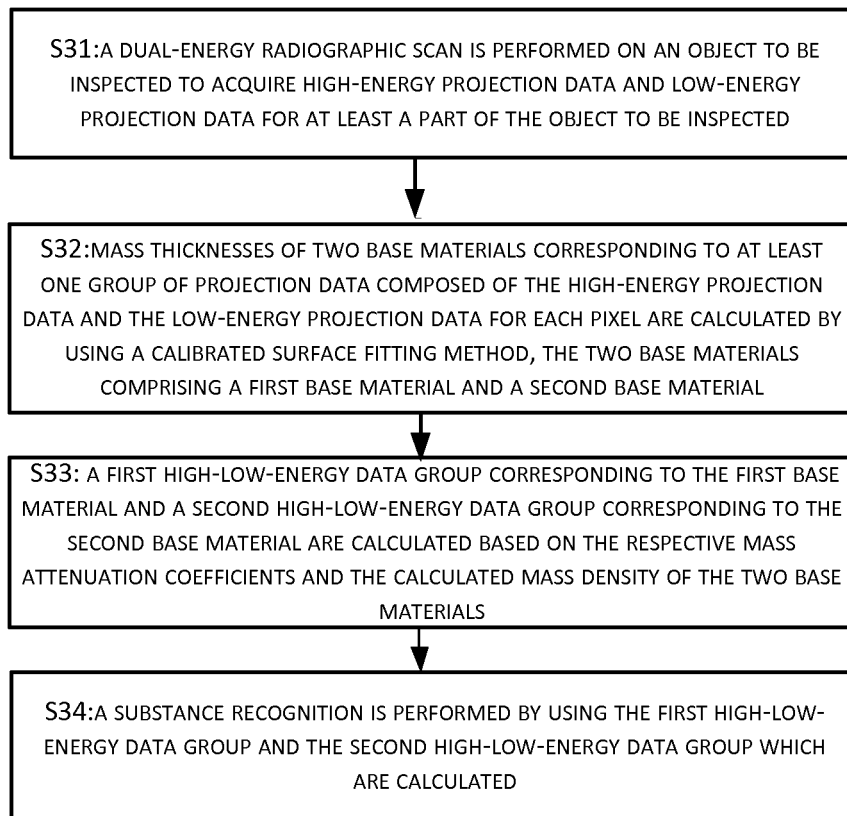 S31:A DUAL-ENERGY RADIOGRAPHIC SCAN IS PERFORMED ON AN OBJECT TO BE
INSPECTED TO ACQUIRE HIGH-ENERGY PROJECTION DATA AND LOW-ENERGY
PROJECTION DATA FOR AT LEAST A PART OF THE OBJECT TO BE INSPECTED
S32:MASS THICKNESSES OF TWO BASE MATERIALS CORRESPONDING TO AT LEAST
ONE GROUP OF PROJECTION DATA COMPOSED OF THE HIGH-ENERGY PROJECTION
DATA AND THE LOW-ENERGY PROJECTION DATA FOR EACH PIXEL ARE CALCULATED BY
USING A CALIBRATED SURFACE FITTING METHOD, THE TWO BASE MATERIALS
COMPRISING A FIRST BASE MATERIAL AND A SECOND BASE MATERIAL
S33: A FIRST HIGH-LOW-ENERGY DATA GROUP CORRESPONDING TO THE FIRST BASE
MATERIAL AND A SECOND HIGH-LOW-ENERGY DATA GROUP CORRESPONDING TO THE
SECOND BASE MATERIAL ARE CALCULATED BASED ON THE RESPECTIVE MASS
ATTENUATION COEFFICIENTS AND THE CALCULATED MASS DENSITY OF THE TWO BASE
MATERIALS
S34:A SUBSTANCE RECOGNITION IS PERFORMED BY USING THE FIRST HIGH-LOW-
ENERGY DATA GROUP AND THE SECOND HIGH-LOW-ENERGY DATA GROUP WHICH
ARE CALCULATED